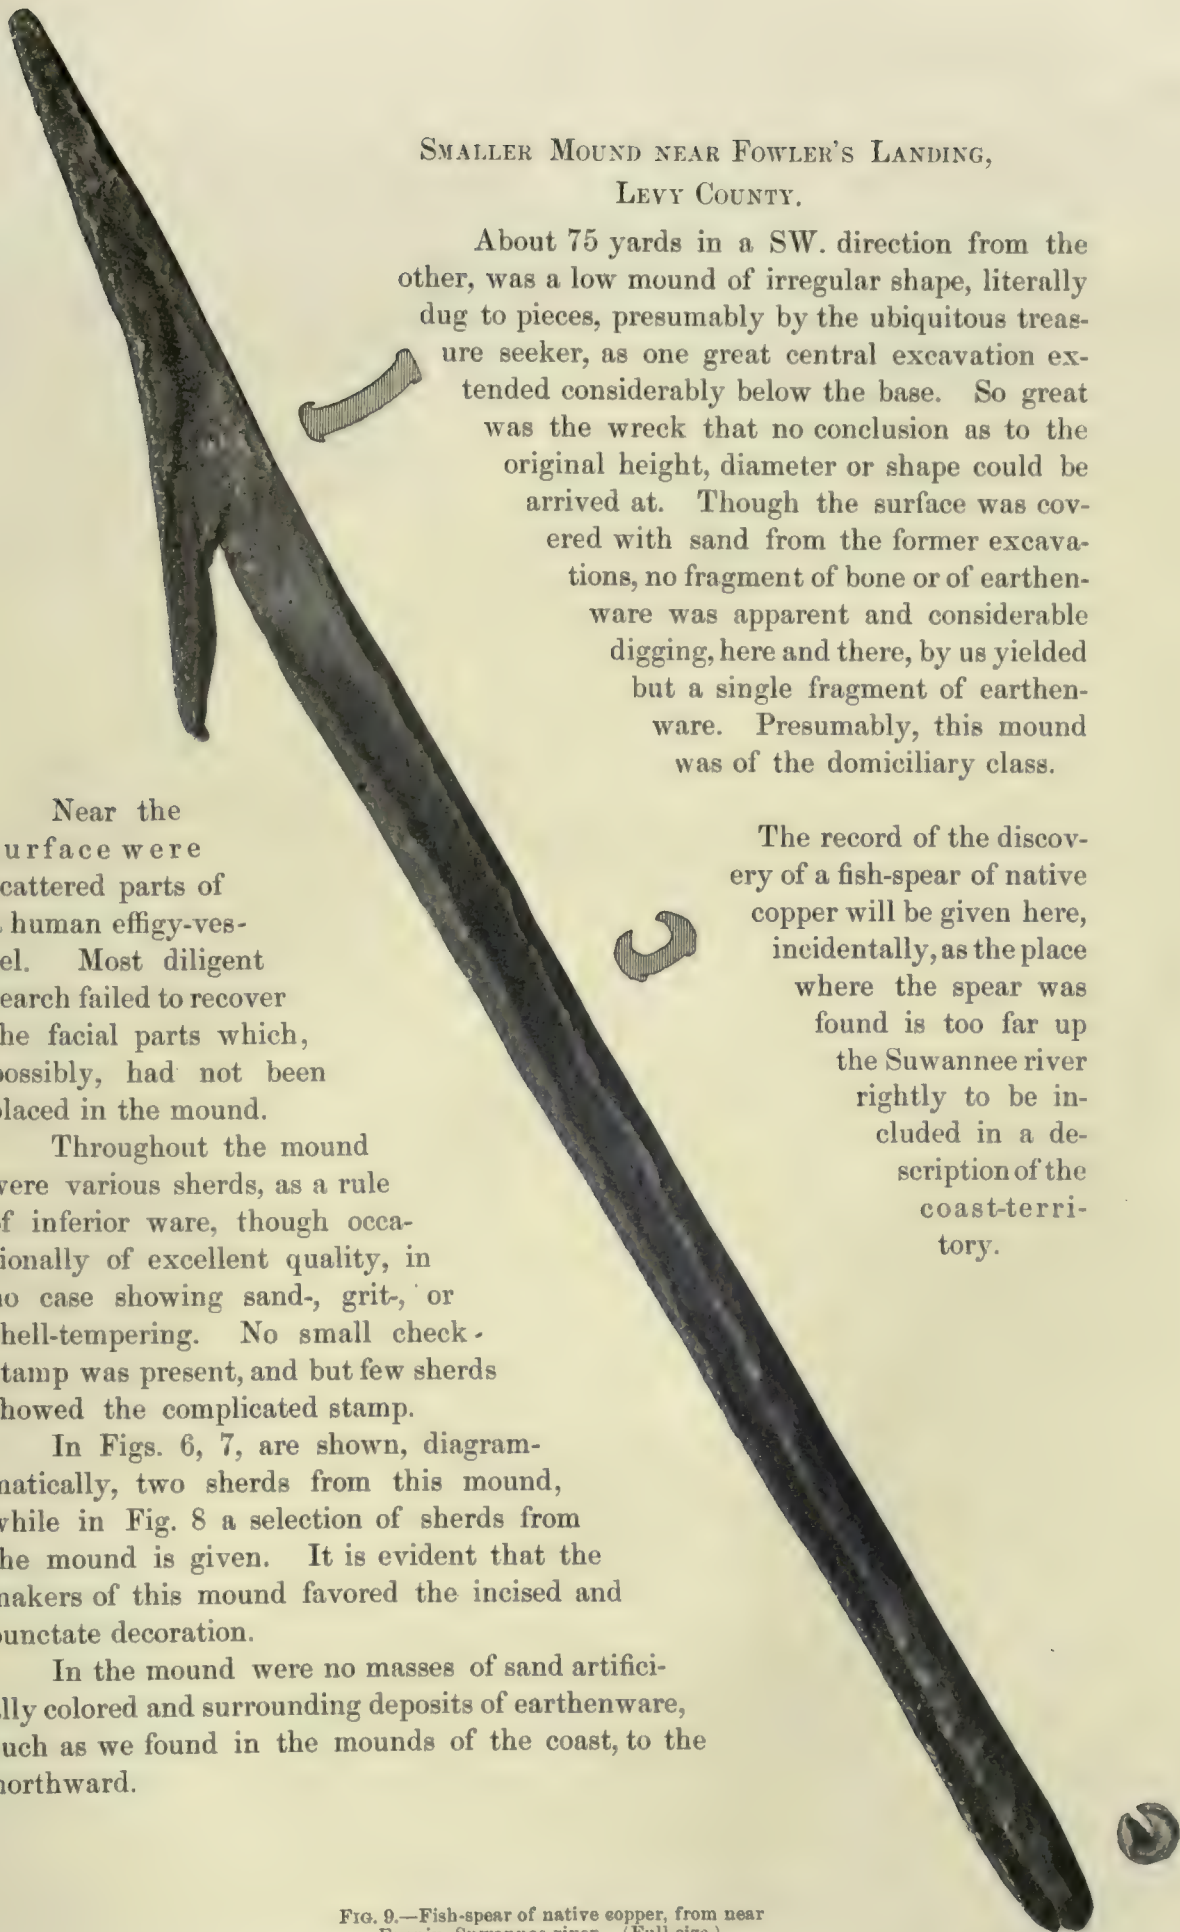 Near the
urface were
cattered parts of
human effigy-ves-
el. Most diligent
earch failed to recover
he facial parts which,
ossibly, had not been
laced in the mound.
Throughout the mound
ere various sherds, as a rule
f inferior ware, though occa-
ionally of excellent quality, in
o case showing sand-, grit-, or
hell-tempering. No small check-
tamp was present, and but few sherds
howed the complicated stamp.
In Figs. 6, 7, are shown, diagram-
matically, two sherds from this mound,
while in Fig. 8 a selection of sherds from
he mound is given. It is evident that the
makers of this mound favored the incised and
punctate decoration.
In the mound were no masses of sand artifici-
lly colored and surrounding deposits of earthenware,
uch as we found in the mounds of the coast, to the
northward.
SMALLER MOUND NEAR FOWLER'S LANDING,
LEVY COUNTY.
About 75 yards in a SW. direction from the
other, was a low mound of irregular shape, literally
dug to pieces, presumably by the ubiquitous treas-
ure seeker, as one great central excavation ex-
tended considerably below the base. So great
was the wreck that no conclusion as to the
original height, diameter or shape could be
arrived at. Though the surface was cov-
ered with sand from the former excava-
tions, no fragment of bone or of earthen-
ware was apparent and considerable
digging, here and there, by us yielded
but a single fragment of earthen-
ware. Presumably, this mound
was of the domiciliary class.
The record of the discov-
ery of a fish-spear of native
copper will be given here,
incidentally, as the place
where the spear was
found is too far up
the Suwannee river
rightly to be in-
cluded in a de-
scription of the
coast-terri-
tory.
FIG. 9.—Fish-spear of native copper, from near
Suwannee river. (Full size.)